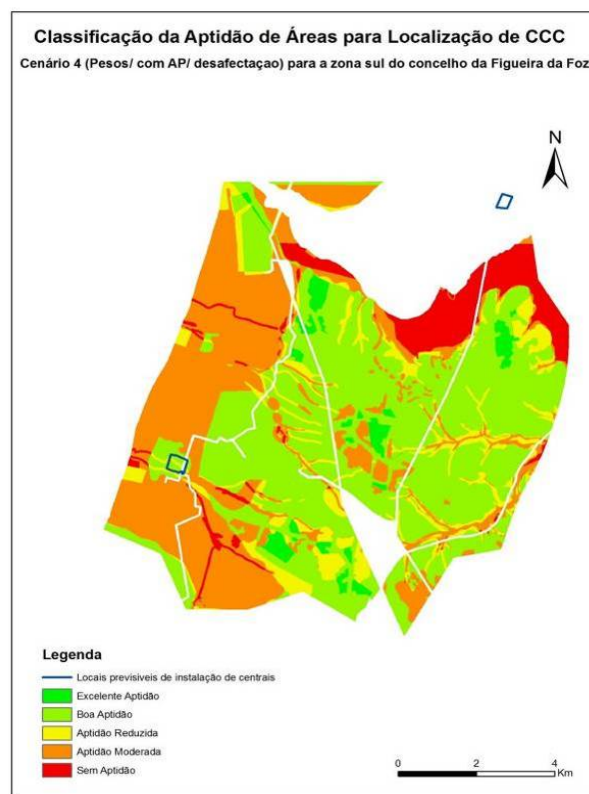 Classificação da Aptidão de Áreas para Localização de CCC
Cenário 4 (Pesos/ com AP/ desafectaçao) para a zona sul do concelho da Figueira da Foz
N
Legenda
Locais previsiveis de instalação de centrais
Excelente Aptidão
Boa Aptidão
Aptidão Reduzida
Aptidão Moderada
Sem Aptidão
0 2 4
Km